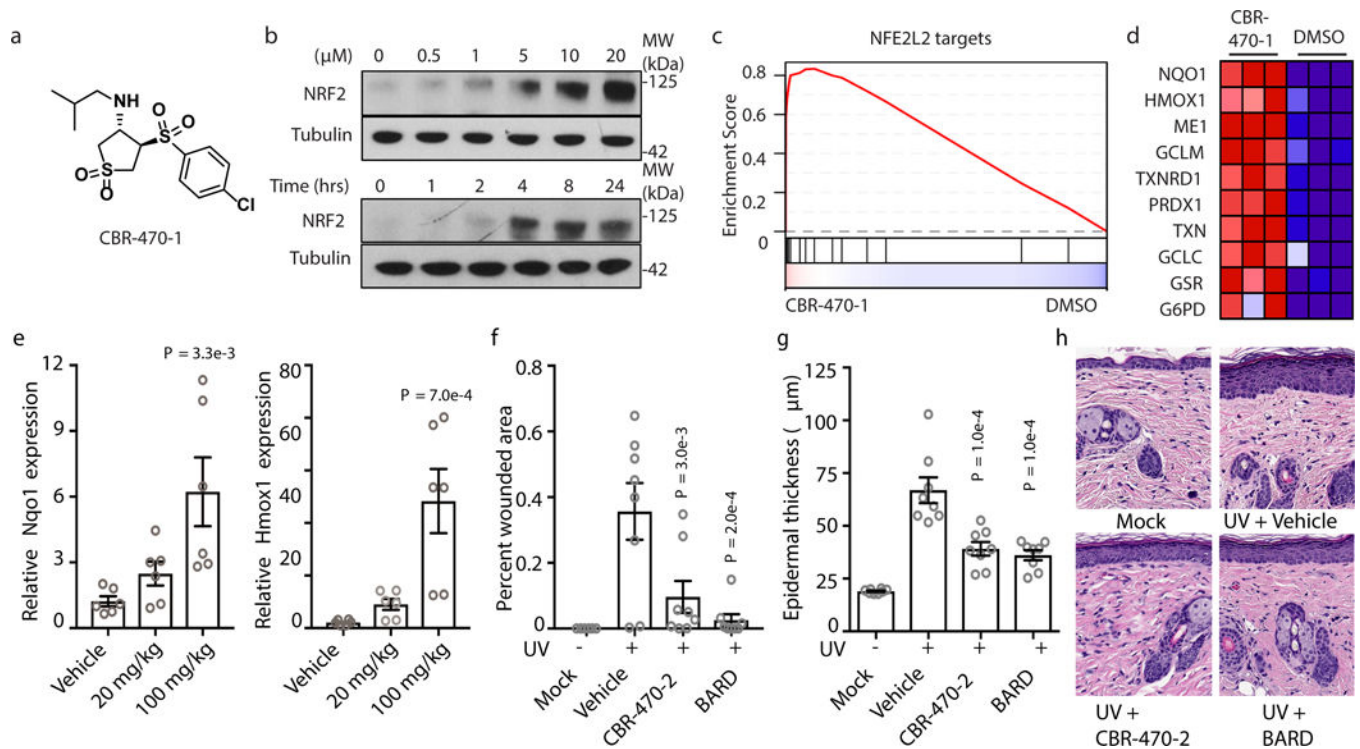 a
NH
O
O
S
S
O
O
Cl
CBR-470-1
b
(µM) 0 0.5 1 5 10 20 MW (kDa)
NRF2 -125
Tubulin -42
Time (hrs) 0 1 2 4 8 24 MW (kDa)
NRF2 -125
Tubulin -42
c
NFE2L2 targets
Enrichment Score
0.8
0.6
0.4
0.2
0
CBR-470-1 DMSO
d
CBR-
470-1 DMSO
NQO1
HMOX1
ME1
GCLM
TXNRD1
PRDX1
TXN
GCLC
GSR
G6PD
e
Relative Nqo1 expression
12
9
6
3
0
P = 3.3e-3
Vehicle
20 mg/kg
100 mg/kg
Relative Hmox1 expression
80
60
40
20
0
P = 7.0e-4
Vehicle
20 mg/kg
100 mg/kg
f
Percent wounded area
0.8
0.6
0.4
0.2
0
P = 3.0e-3
P = 2.0e-4
UV - + + +
Mock
Vehicle
CBR-470-2
BARD
g
Epidermal thickness ( µm)
125
100
75
50
25
0
P = 1.0e-4
P = 1.0e-4
UV - + + +
Mock
Vehicle
CBR-470-2
BARD
h
Mock UV + Vehicle
UV + UV +
CBR-470-2 BARD